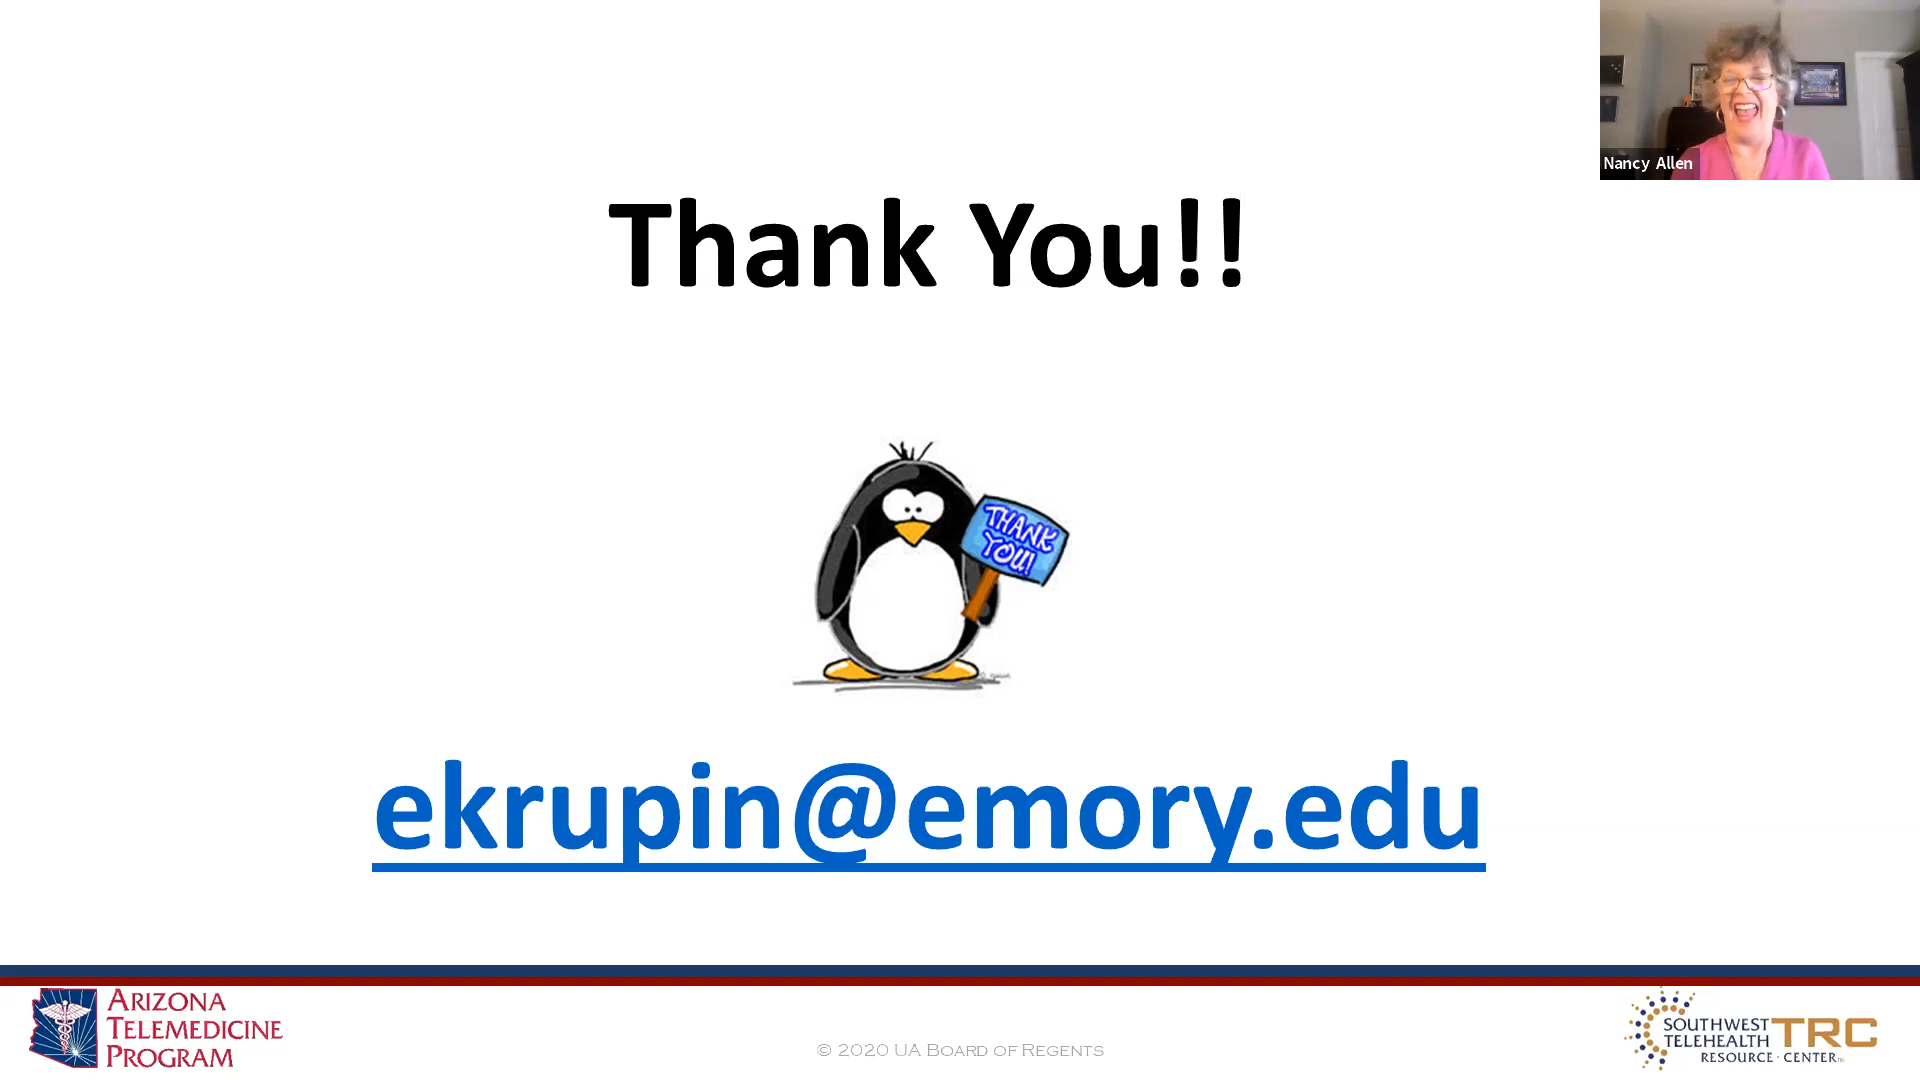 Nancy Allen
Thank You!!
THANK
YOU!
ekrupin@emory.edu
ARIZONA
TELEMEDICINE
PROGRAM
© 2020 UA BOARD OF REGENTS
SOUTHWEST
TELEHEALTH
TRC
RESOURCE · CENTER